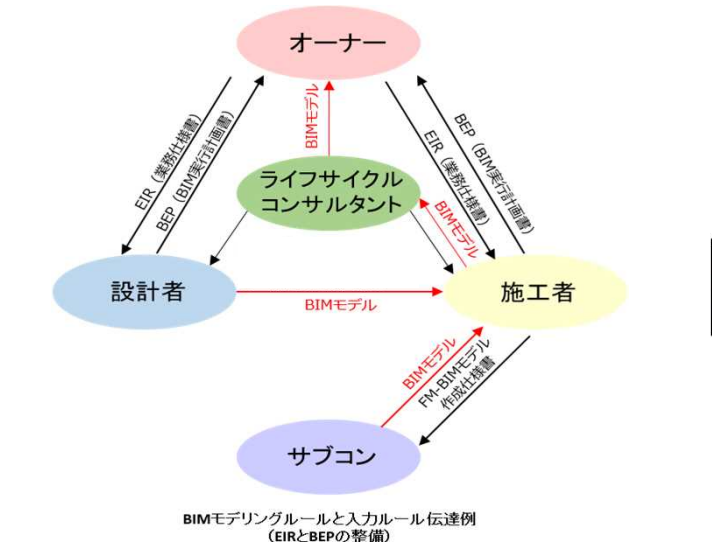 オーナー
EIR（業務仕様書）
BEP（BIM実行計画書）
BIMモデル
EIR（業務仕様書）
BEP（BIM実行計画書）
ライフサイクル
コンサルタント
BIMモデル
設計者
BIMモデル
施工者
BIMモデル
FM-BIMモデル
作成仕様書
サブコン
BIMモデリングルールと入力ルール伝達例
（EIRとBEPの整備）